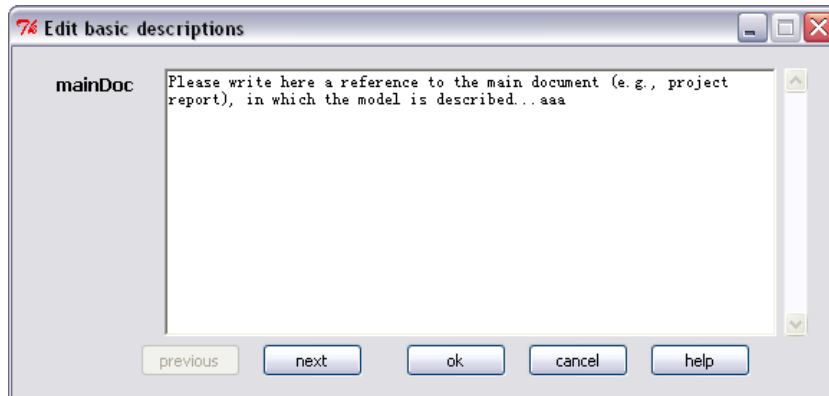 Edit basic descriptions
mainDoc
Please write here a reference to the main document (e.g., project
report), in which the model is described...aaa
previous next ok cancel help